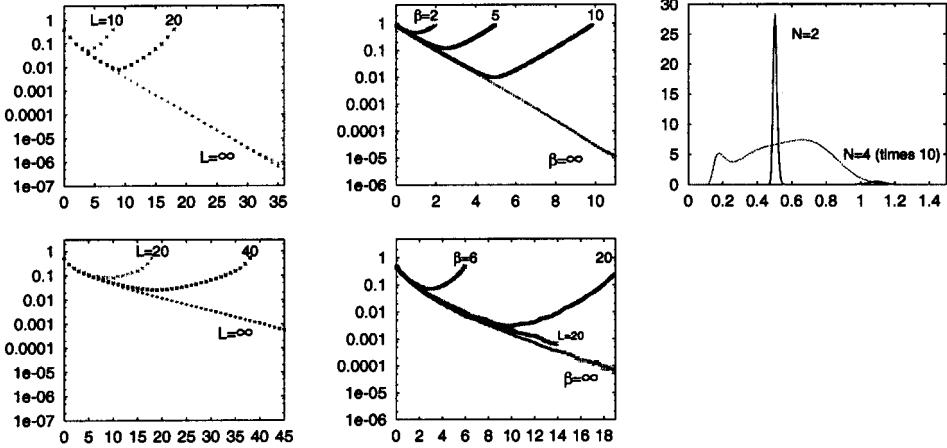 L=10 20
1
0.1
0.01
0.001
0.0001
1e-05
1e-06
1e-07
L=∞
0 5 10 15 20 25 30 35
β=2 5 10
1
0.1
0.01
0.001
0.0001
1e-05
1e-06
β=∞
0 2 4 6 8 10
30
25
20
15
10
5
0
N=2
N=4 (times 10)
0 0.2 0.4 0.6 0.8 1 1.2 1.4
L=20 40
1
0.1
0.01
0.001
0.0001
1e-05
1e-06
1e-07
L=∞
0 5 10 15 20 25 30 35 40 45
β=6 20
1
0.1
0.01
0.001
0.0001
1e-05
1e-06
L=20
β=∞
0 2 4 6 8 10 12 14 16 18